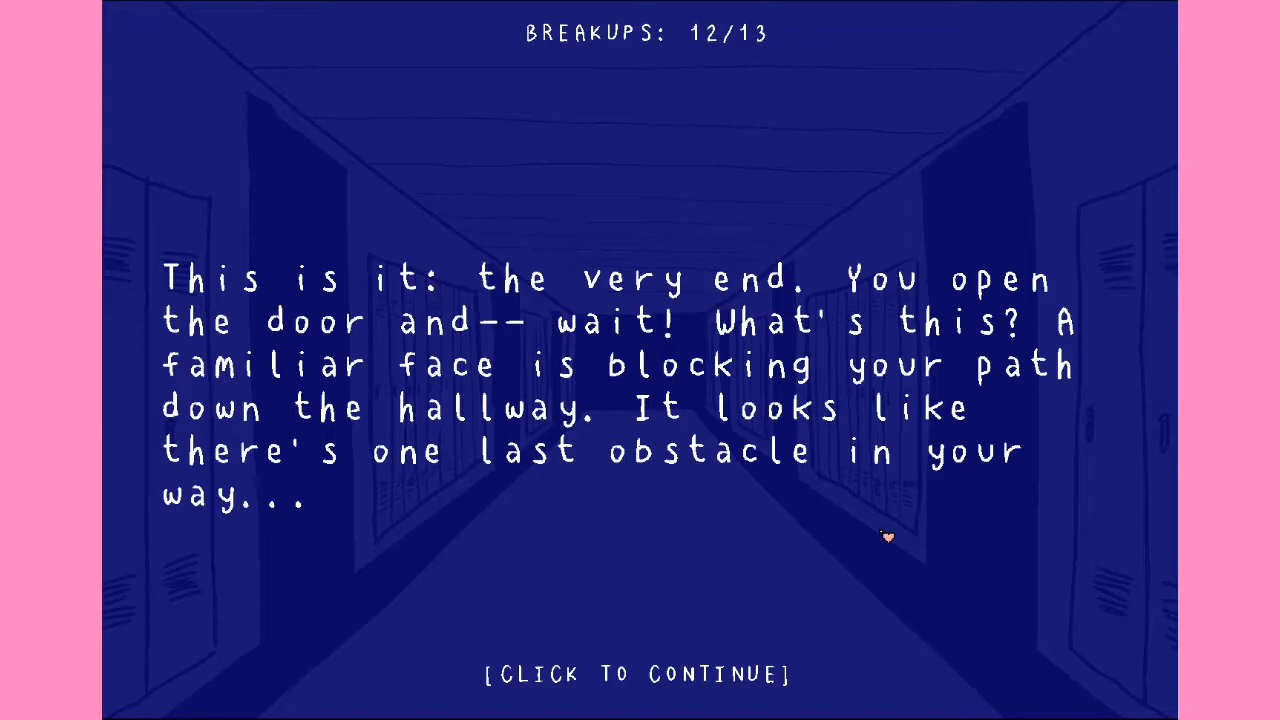 BREAKUPS: 12/13
This is it: the very end. You open
the door and-- wait! What's this? A
familiar face is blocking your path
down the hallway. It looks like
there's one last obstacle in your
way...
[CLICK TO CONTINUE]